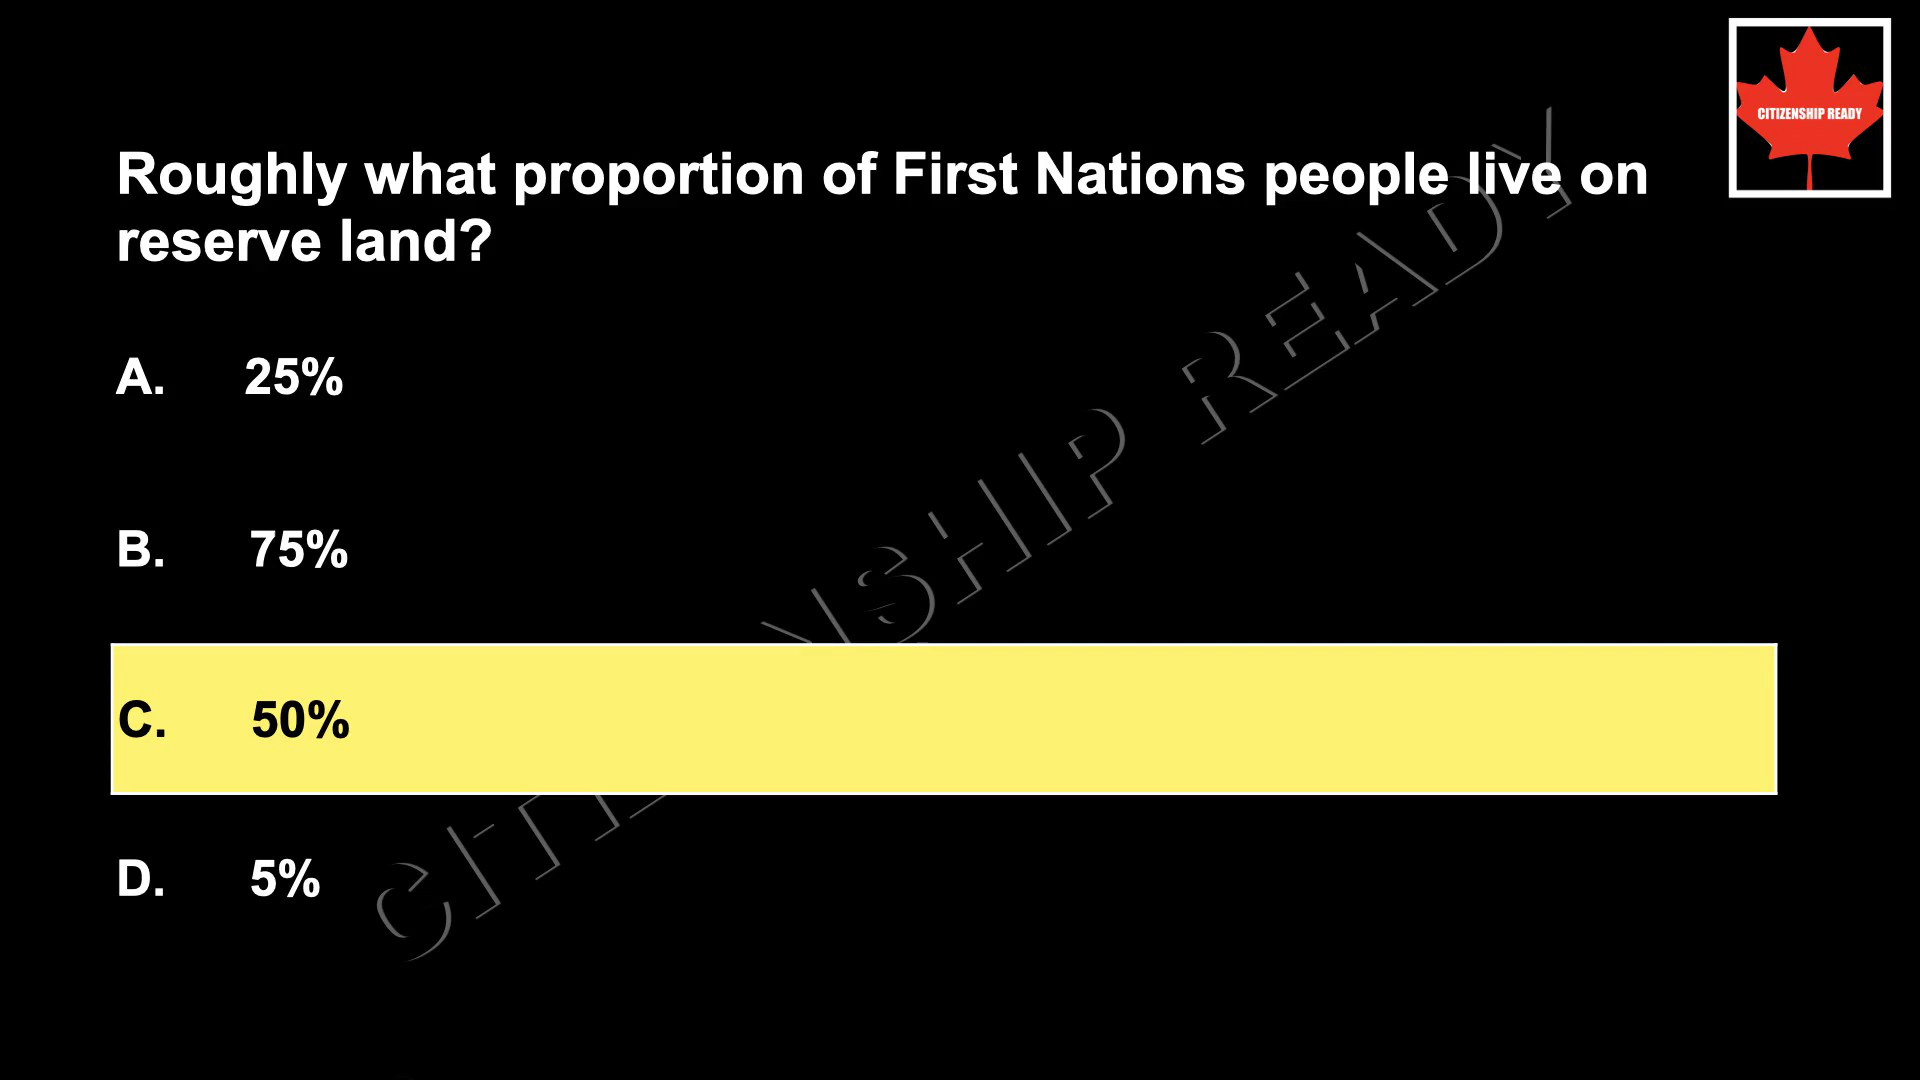 CITIZENSHIP READY
Roughly what proportion of First Nations people live on
reserve land?
A. 25%
B. 75%
C. 50%
D. 5%
CITIZENSHIP READY